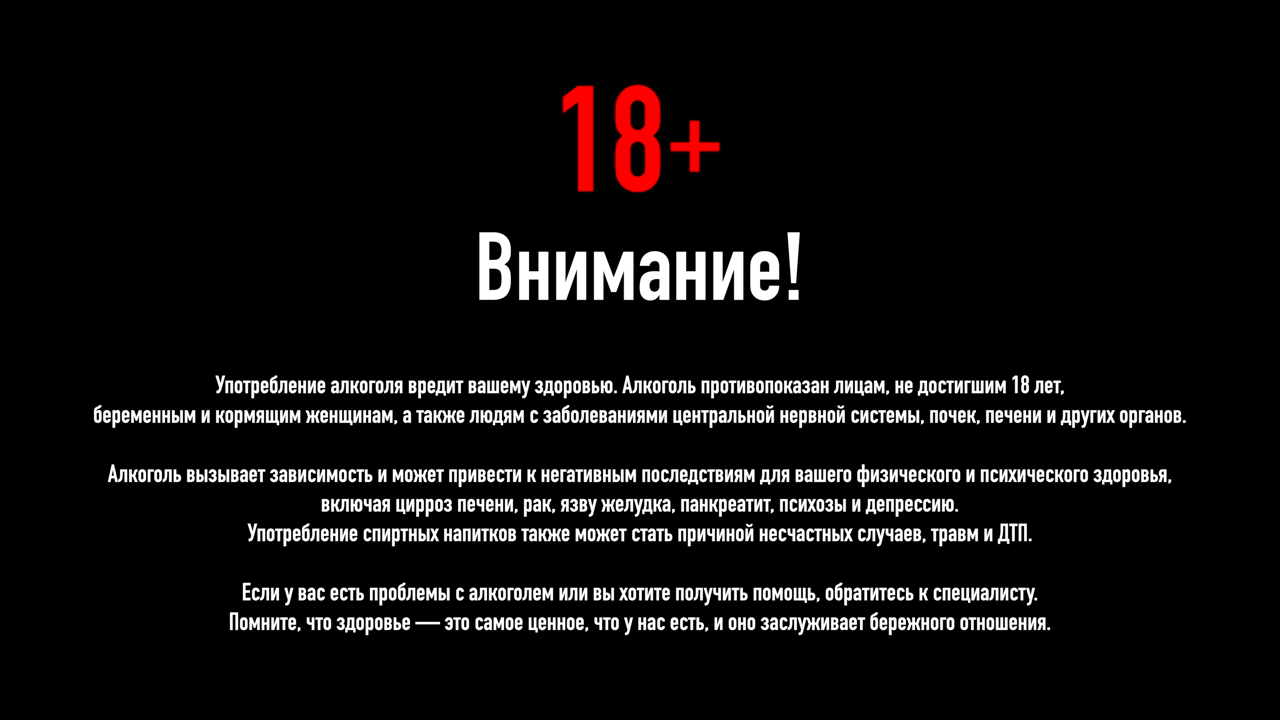 18+
Внимание!
Употребление алкоголя вредит вашему здоровью. Алкоголь противопоказан лицам, не достигшим 18 лет,
беременным и кормящим женщинам, а также людям с заболеваниями центральной нервной системы, почек, печени и других органов.
Алкоголь вызывает зависимость и может привести к негативным последствиям для вашего физического и психического здоровья,
включая цирроз печени, рак, язву желудка, панкреатит, психозы и депрессию.
Употребление спиртных напитков также может стать причиной несчастных случаев, травм и ДТП.
Если у вас есть проблемы с алкоголем или вы хотите получить помощь, обратитесь к специалисту.
Помните, что здоровье — это самое ценное, что у нас есть, и оно заслуживает бережного отношения.